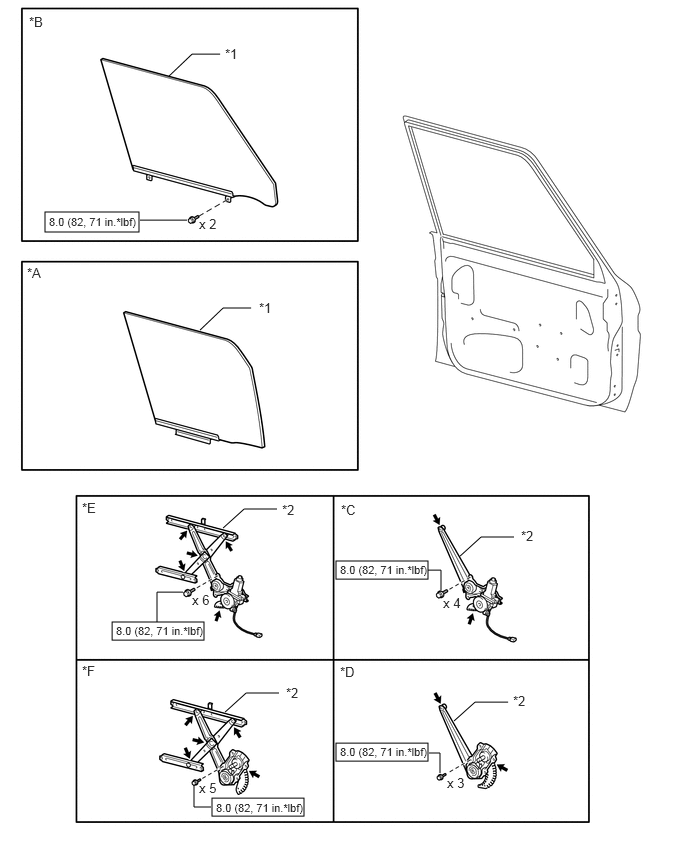 *B
*1
8.0 (82, 71 in.*lbf)
x 2
*A
*1
*E
*2
x 6
8.0 (82, 71 in.*lbf)
*C
*2
8.0 (82, 71 in.*lbf)
x 4
*F
*2
x 5
8.0 (82, 71 in.*lbf)
*D
*2
8.0 (82, 71 in.*lbf)
x 3